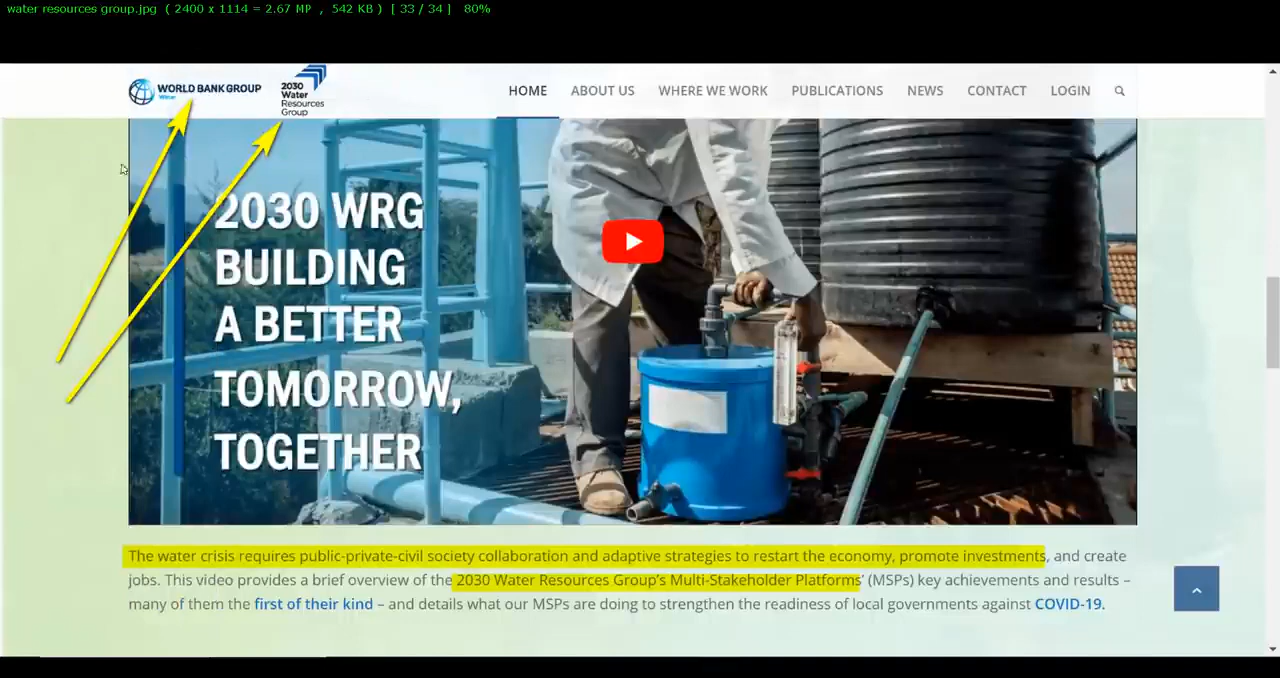 water resources group.jpg ( 2400 x 1114 = 2.67 MP , 542 KB ) [ 33 / 34 ] 80%
WORLD BANK GROUP
Water
2030
Water
Resources
Group
HOME ABOUT US WHERE WE WORK PUBLICATIONS NEWS CONTACT LOGIN
2030 WRG
BUILDING
A BETTER
TOMORROW,
TOGETHER
The water crisis requires public-private-civil society collaboration and adaptive strategies to restart the economy, promote investments, and create
jobs. This video provides a brief overview of the 2030 Water Resources Group's Multi-Stakeholder Platforms' (MSPs) key achievements and results –
many of them the first of their kind – and details what our MSPs are doing to strengthen the readiness of local governments against COVID-19.